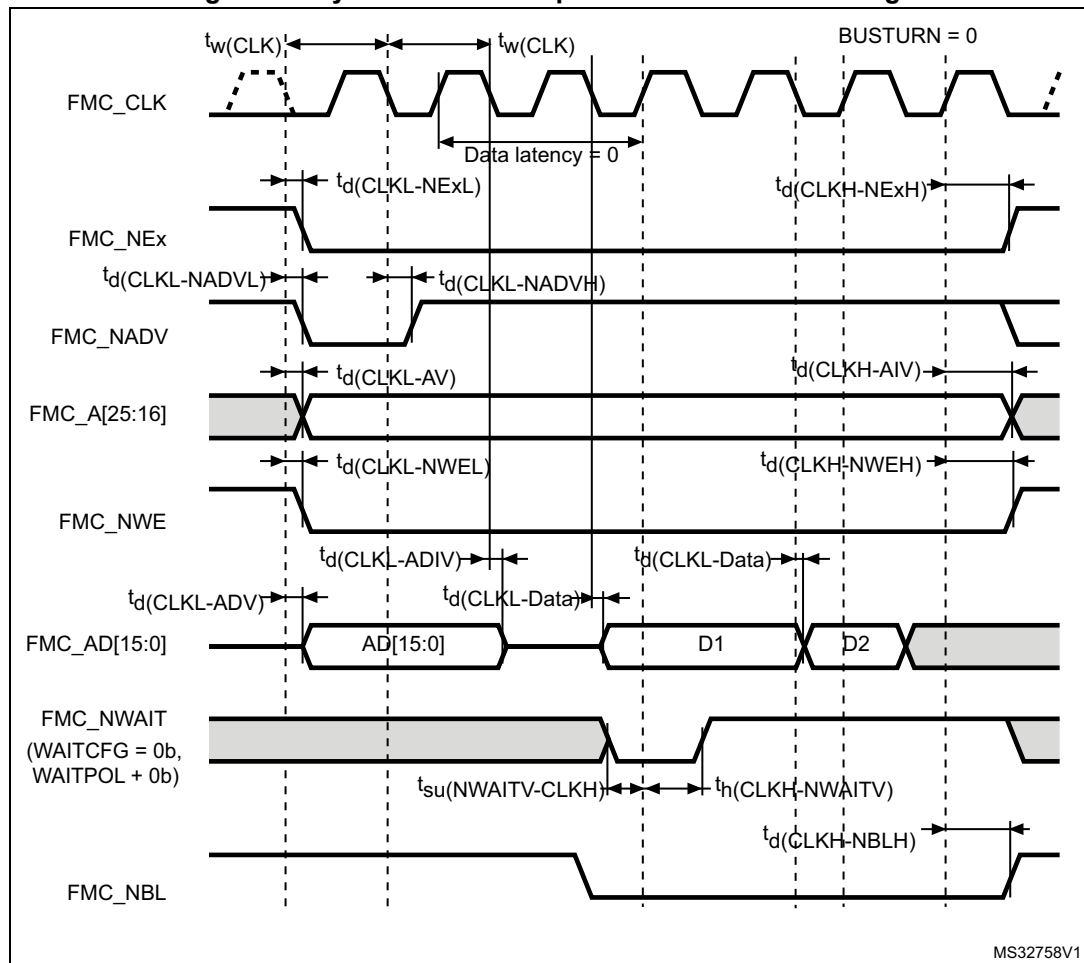 tw(CLK) tw(CLK) BUSTURN = 0
FMC_CLK
Data latency = 0
td(CLKL-NExL) td(CLKH-NExH)
FMC_NEx
td(CLKL-NADVL) td(CLKL-NADVH)
FMC_NADV
td(CLKL-AV) td(CLKH-AIV)
FMC_A[25:16]
td(CLKL-NWEL) td(CLKH-NWEH)
FMC_NWE
td(CLKL-ADIV) td(CLKL-Data)
td(CLKL-ADV) td(CLKL-Data)
FMC_AD[15:0] AD[15:0] D1 D2
FMC_NWAIT
(WAITCFG = 0b,
WAITPOL + 0b)
tsu(NWAITV-CLKH) th(CLKH-NWAITV)
td(CLKH-NBLH)
FMC_NBL
MS32758V1